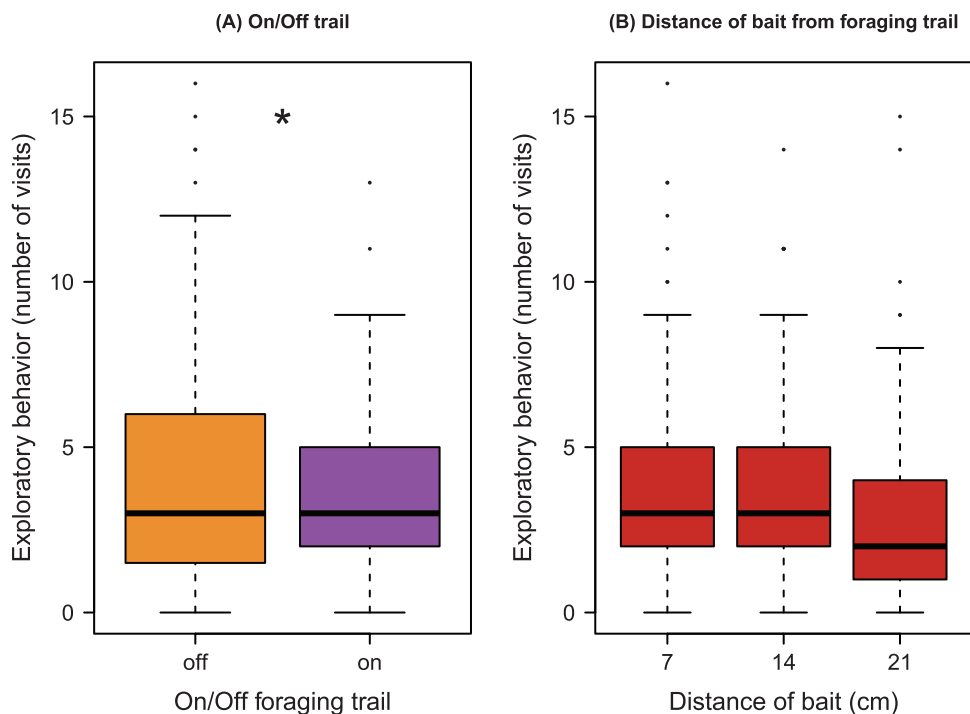 (A) On/Off trail
Exploratory behavior (number of visits)
15
10
5
0
*
off on
On/Off foraging trail
(B) Distance of bait from foraging trail
Exploratory behavior (number of visits)
15
10
5
0
7 14 21
Distance of bait (cm)